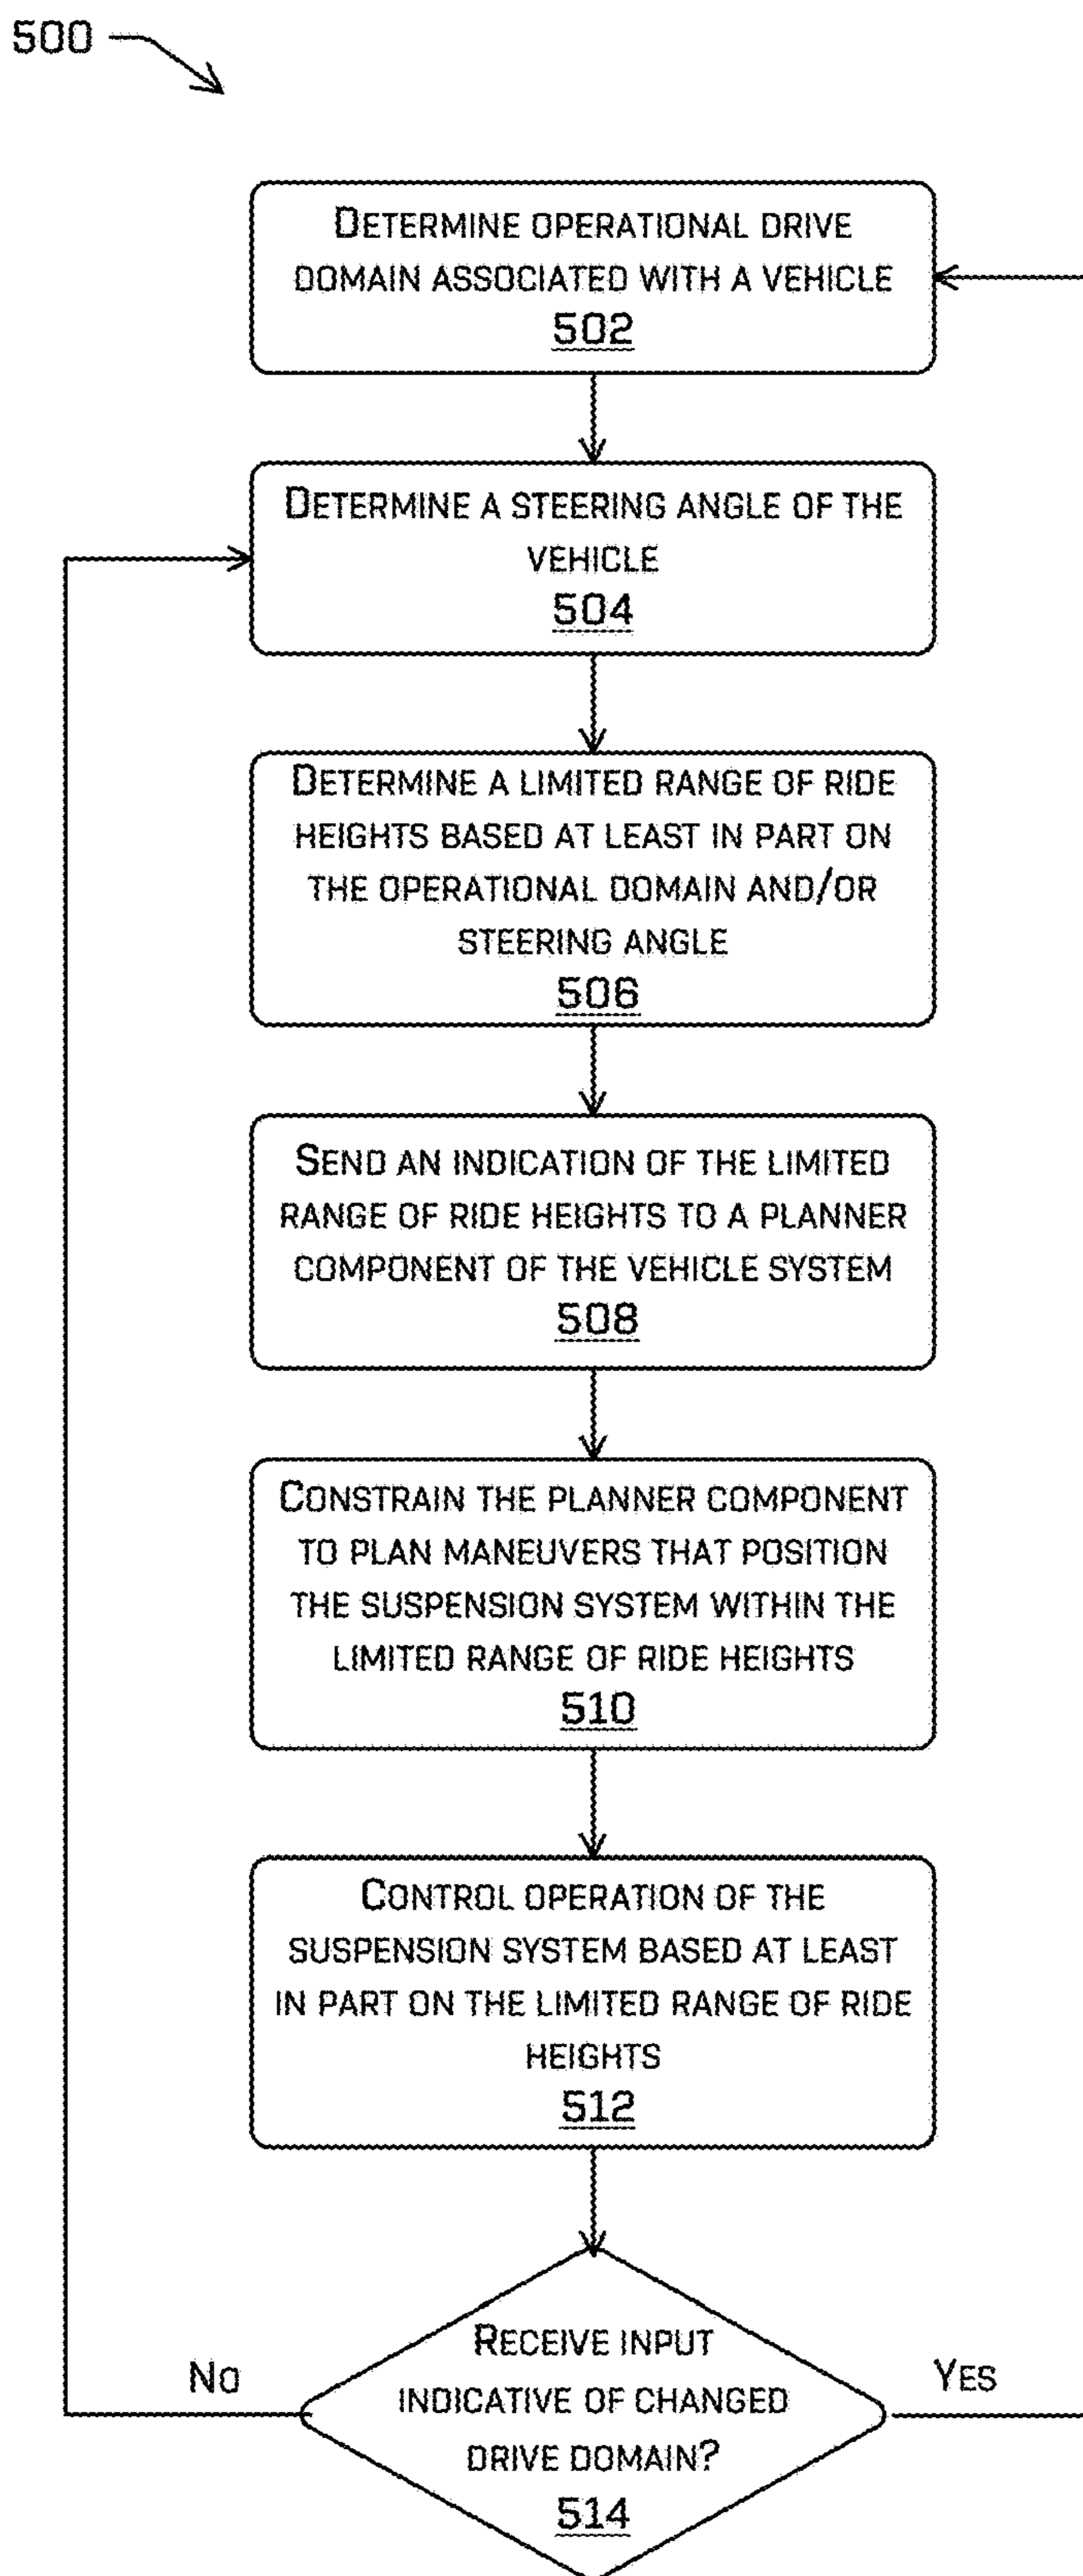 500
DETERMINE OPERATIONAL DRIVE
DOMAIN ASSOCIATED WITH A VEHICLE
502
DETERMINE A STEERING ANGLE OF THE
VEHICLE
504
DETERMINE A LIMITED RANGE OF RIDE
HEIGHTS BASED AT LEAST IN PART ON
THE OPERATIONAL DOMAIN AND/OR
STEERING ANGLE
506
SEND AN INDICATION OF THE LIMITED
RANGE OF RIDE HEIGHTS TO A PLANNER
COMPONENT OF THE VEHICLE SYSTEM
508
CONSTRAIN THE PLANNER COMPONENT
TO PLAN MANEUVERS THAT POSITION
THE SUSPENSION SYSTEM WITHIN THE
LIMITED RANGE OF RIDE HEIGHTS
510
CONTROL OPERATION OF THE
SUSPENSION SYSTEM BASED AT LEAST
IN PART ON THE LIMITED RANGE OF RIDE
HEIGHTS
512
RECEIVE INPUT
INDICATIVE OF CHANGED
DRIVE DOMAIN?
514
NO
YES